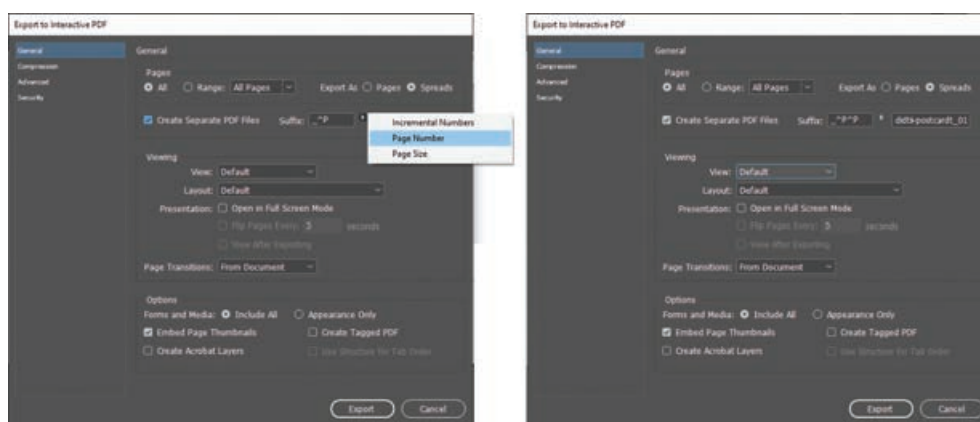 Export to Interactive PDF
General
Compression
Advanced
Security
General
Pages
All Range: All Pages Export As Pages Spreads
Create Separate PDF Files Suffix: _^P
Incremental Numbers
Page Number
Page Size
Viewing
View: Default
Layout: Default
Presentation: Open in Full Screen Mode
Flip Pages Every: 5 seconds
View After Exporting
Page Transitions: From Document
Options
Forms and Media: Include All Appearance Only
Embed Page Thumbnails Create Tagged PDF
Create Acrobat Layers Use Structure for Tab Order
Export Cancel
Export to Interactive PDF
General
Compression
Advanced
Security
General
Pages
All Range: All Pages Export As Pages Spreads
Create Separate PDF Files Suffix: _^P^P delta-postcardt_01
Viewing
View: Default
Layout: Default
Presentation: Open in Full Screen Mode
Flip Pages Every: 5 seconds
View After Exporting
Page Transitions: From Document
Options
Forms and Media: Include All Appearance Only
Embed Page Thumbnails Create Tagged PDF
Create Acrobat Layers Use Structure for Tab Order
Export Cancel